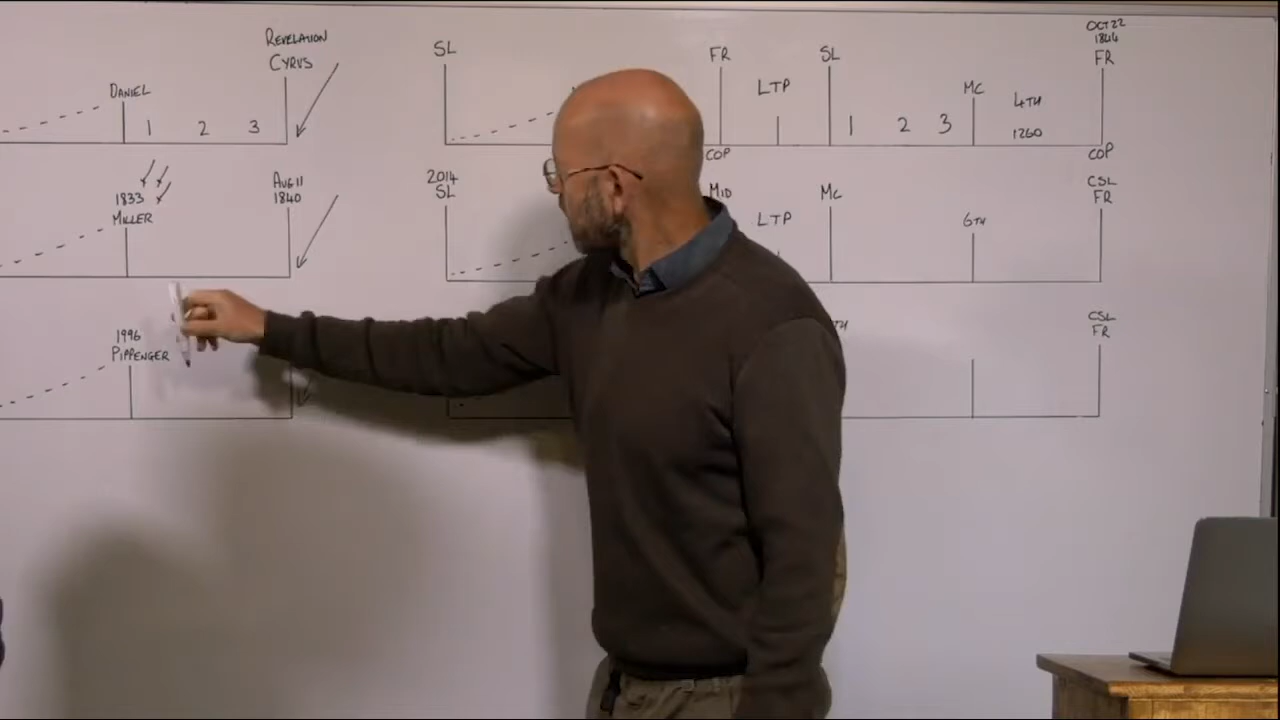 REVELATION
CYRUS
DANIEL
1 2 3
SL
FR
LTP
SL
1 2 3
MC
4TH
1260
OCT 22
1844
FR
COP
COP
1833
MILLER
AUG 11
1840
2014
SL
MID
LTP
MC
6TH
CSL
FR
1996
PIPPENGER
TH
CSL
FR